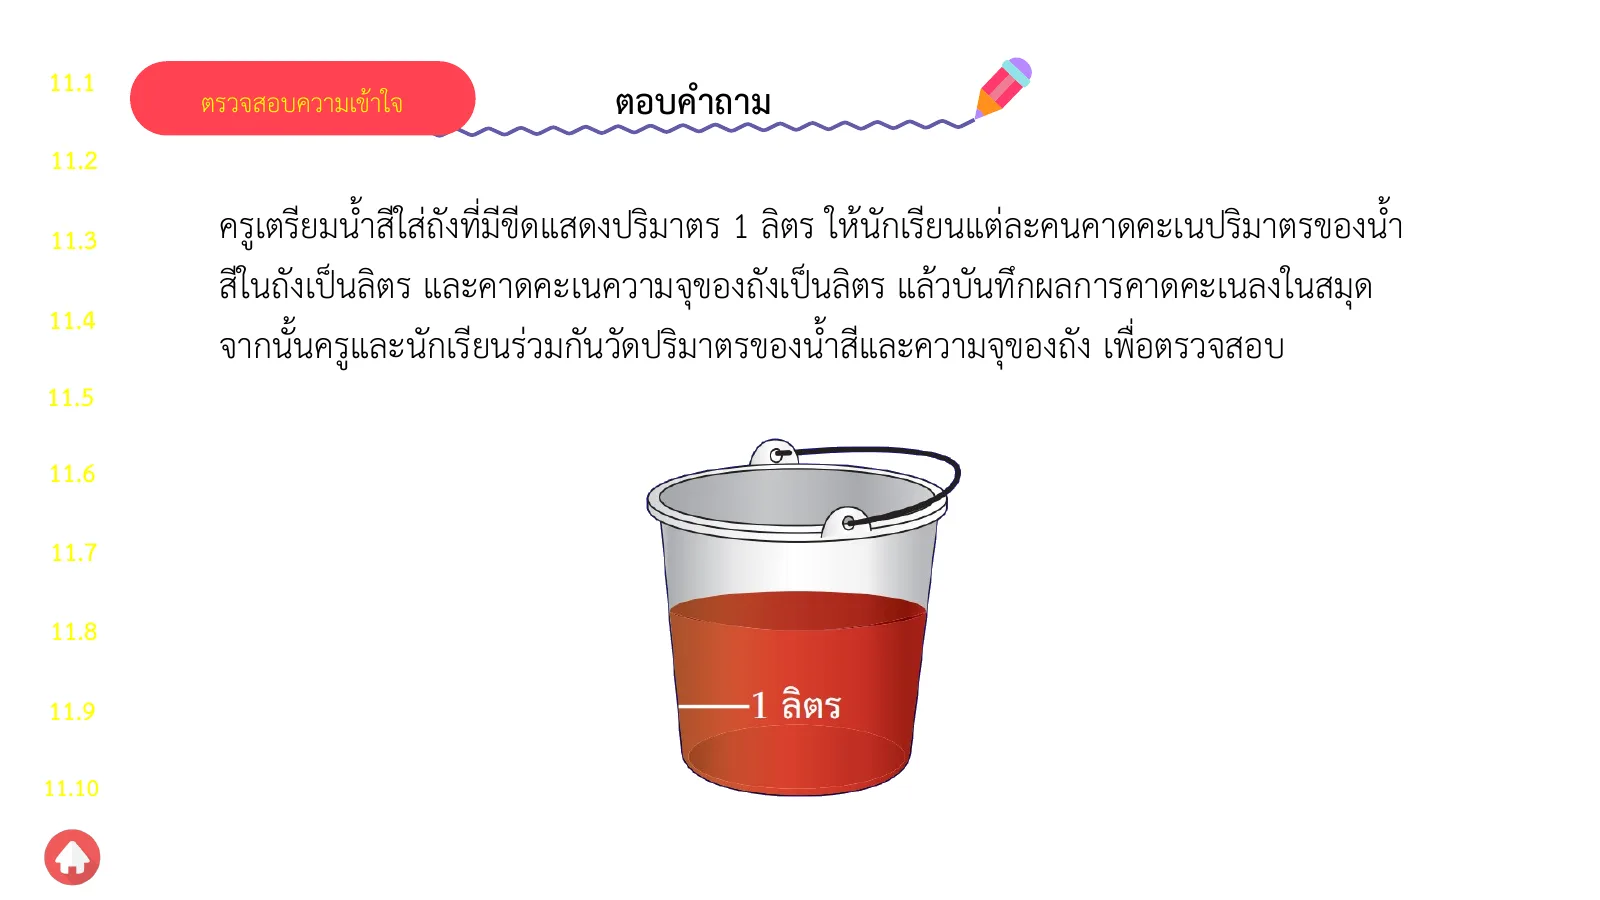 11.1
11.2
11.3
11.4
11.5
11.6
11.7
11.8
11.9
11.10
ตรวจสอบความเข้าใจ
ตอบคำถาม
ครูเตรียมน้ำสีใส่ถังที่มีขีดแสดงปริมาตร 1 ลิตร ให้นักเรียนแต่ละคนคาดคะเนปริมาตรของน้ำ
สีในถังเป็นลิตร และคาดคะเนความจุของถังเป็นลิตร แล้วบันทึกผลการคาดคะเนลงในสมุด
จากนั้นครูและนักเรียนร่วมกันวัดปริมาตรของน้ำสีและความจุของถัง เพื่อตรวจสอบ
1 ลิตร